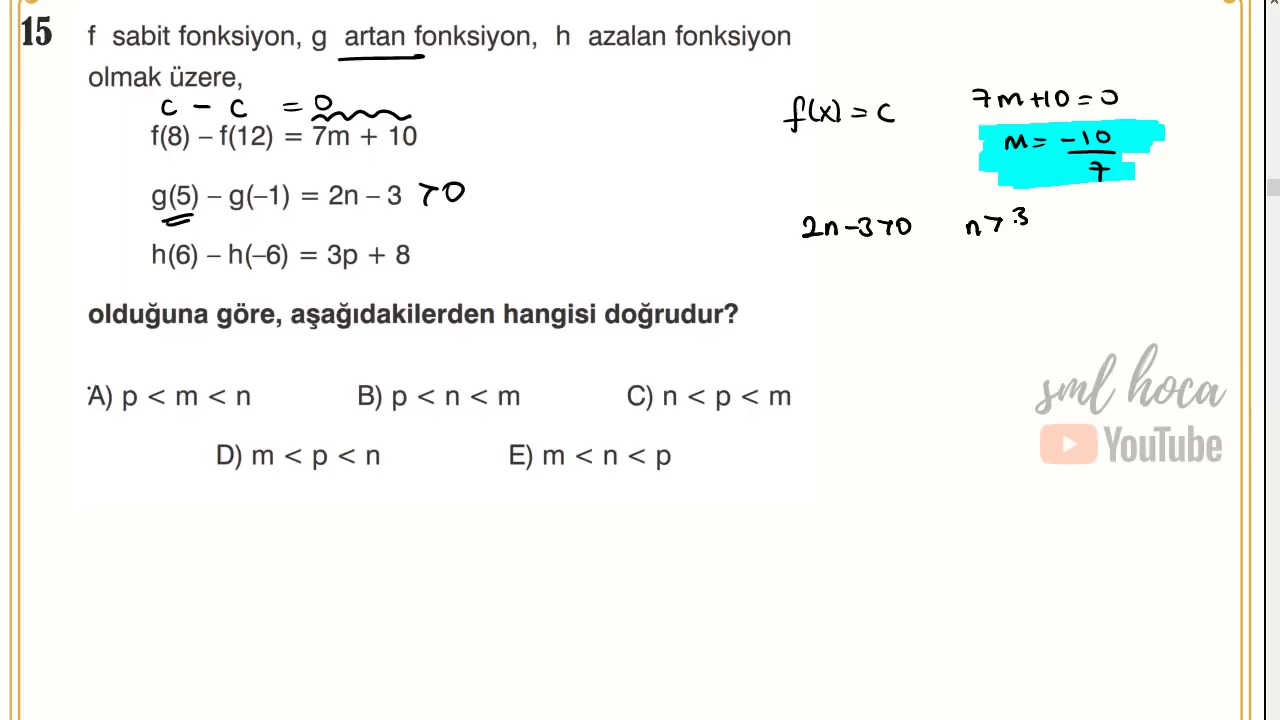 15 f sabit fonksiyon, g artan fonksiyon, h azalan fonksiyon
olmak üzere,
c - c = 0
f(8) – f(12) = 7m + 10
g(5) – g(–1) = 2n – 3 >0
h(6) – h(–6) = 3p + 8
f(x) = c
7m+10=0
m = -10/7
2n-3>0 n>3
olduğuna göre, aşağıdakilerden hangisi doğrudur?
A) p < m < n B) p < n < m C) n < p < m
D) m < p < n E) m < n < p
sml hoca
YouTube